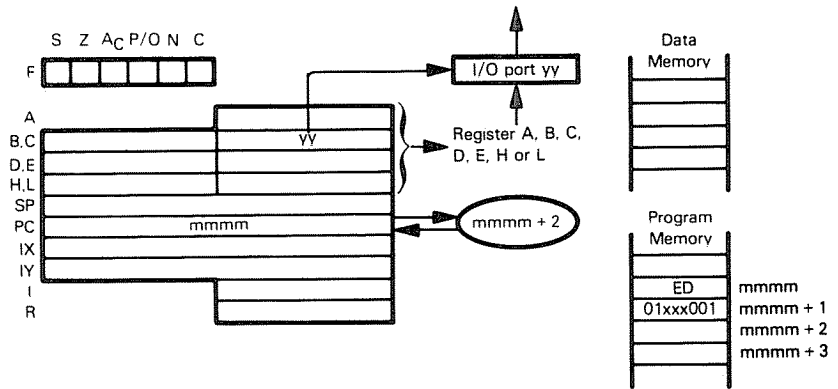 S Z AC P/O N C
F
A
B.C
D.E
H.L
SP
PC
IX
IY
I
R
yy
mmmm
I/O port yy
Register A, B, C,
D, E, H or L
mmmm + 2
Data
Memory
Program
Memory
ED
01xxx001
mmmm
mmmm + 1
mmmm + 2
mmmm + 3